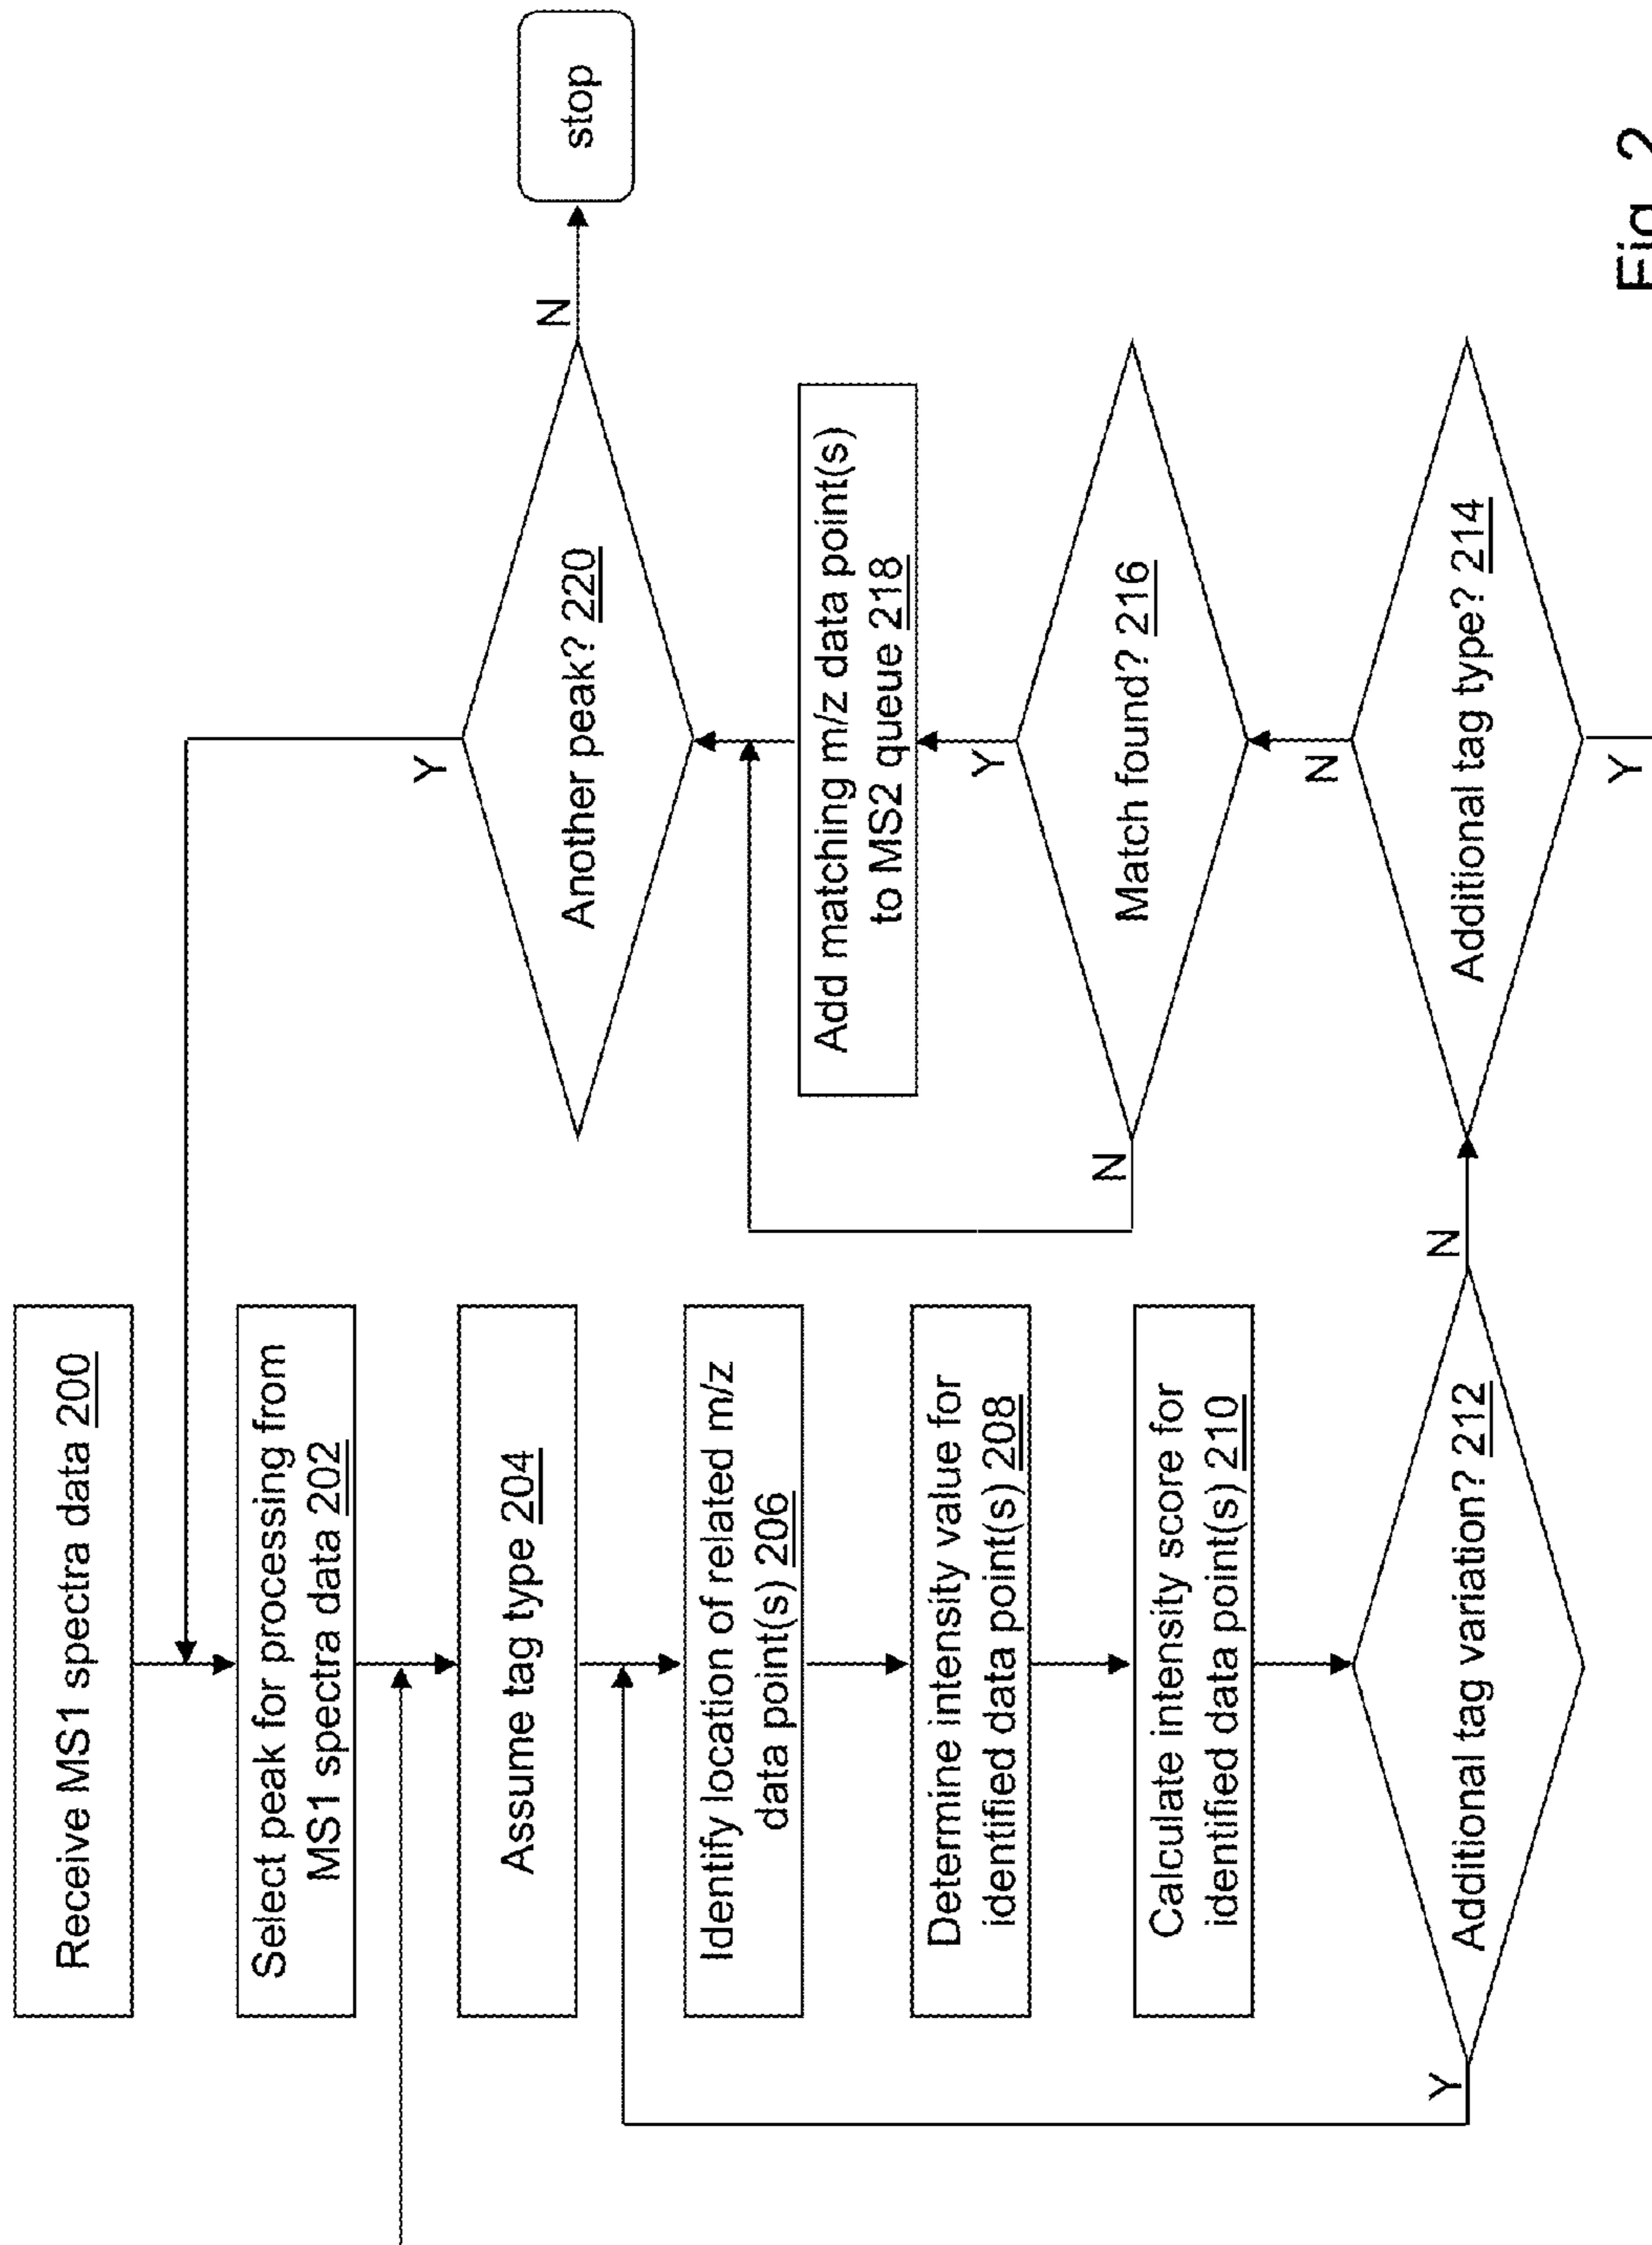 Receive MS1 spectra data 200
Select peak for processing from
MS1 spectra data 202
Assume tag type 204
Identify location of related m/z
data point(s) 206
Determine intensity value for
identified data point(s) 208
Calculate intensity score for
identified data point(s) 210
Additional tag variation? 212
Y
N
Additional tag type? 214
Y
N
Match found? 216
N
Y
Add matching m/z data point(s)
to MS2 queue 218
Another peak? 220
Y
N
stop
Fig. 2